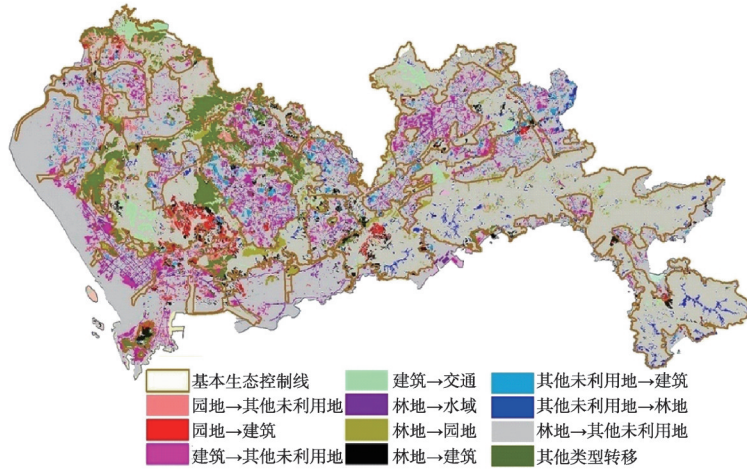 基本生态控制线
建筑→交通
其他未利用地→建筑
园地→其他未利用地
林地→水域
其他未利用地→林地
园地→建筑
林地→园地
林地→其他未利用地
建筑→其他未利用地
林地→建筑
其他类型转移